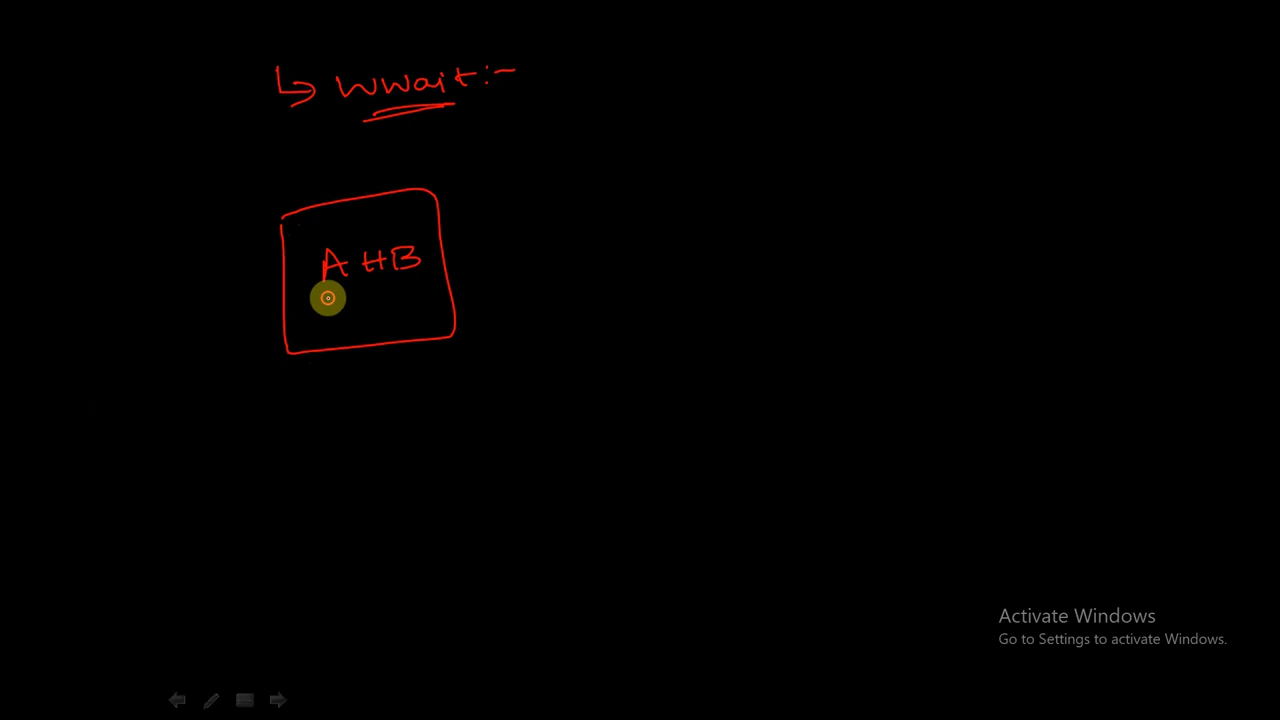 ↳ wwait:-
AHB
Activate Windows
Go to Settings to activate Windows.